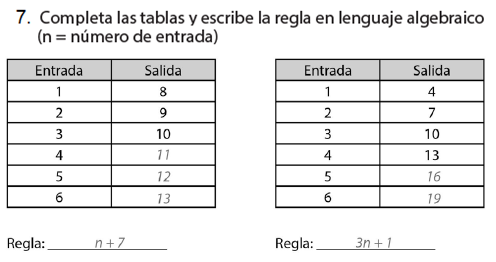 7. Completa las tablas y escribe la regla en lenguaje algebraico
(n = número de entrada)
Entrada Salida
1 8
2 9
3 10
4 11
5 12
6 13
Regla: n + 7
Entrada Salida
1 4
2 7
3 10
4 13
5 16
6 19
Regla: 3n + 1